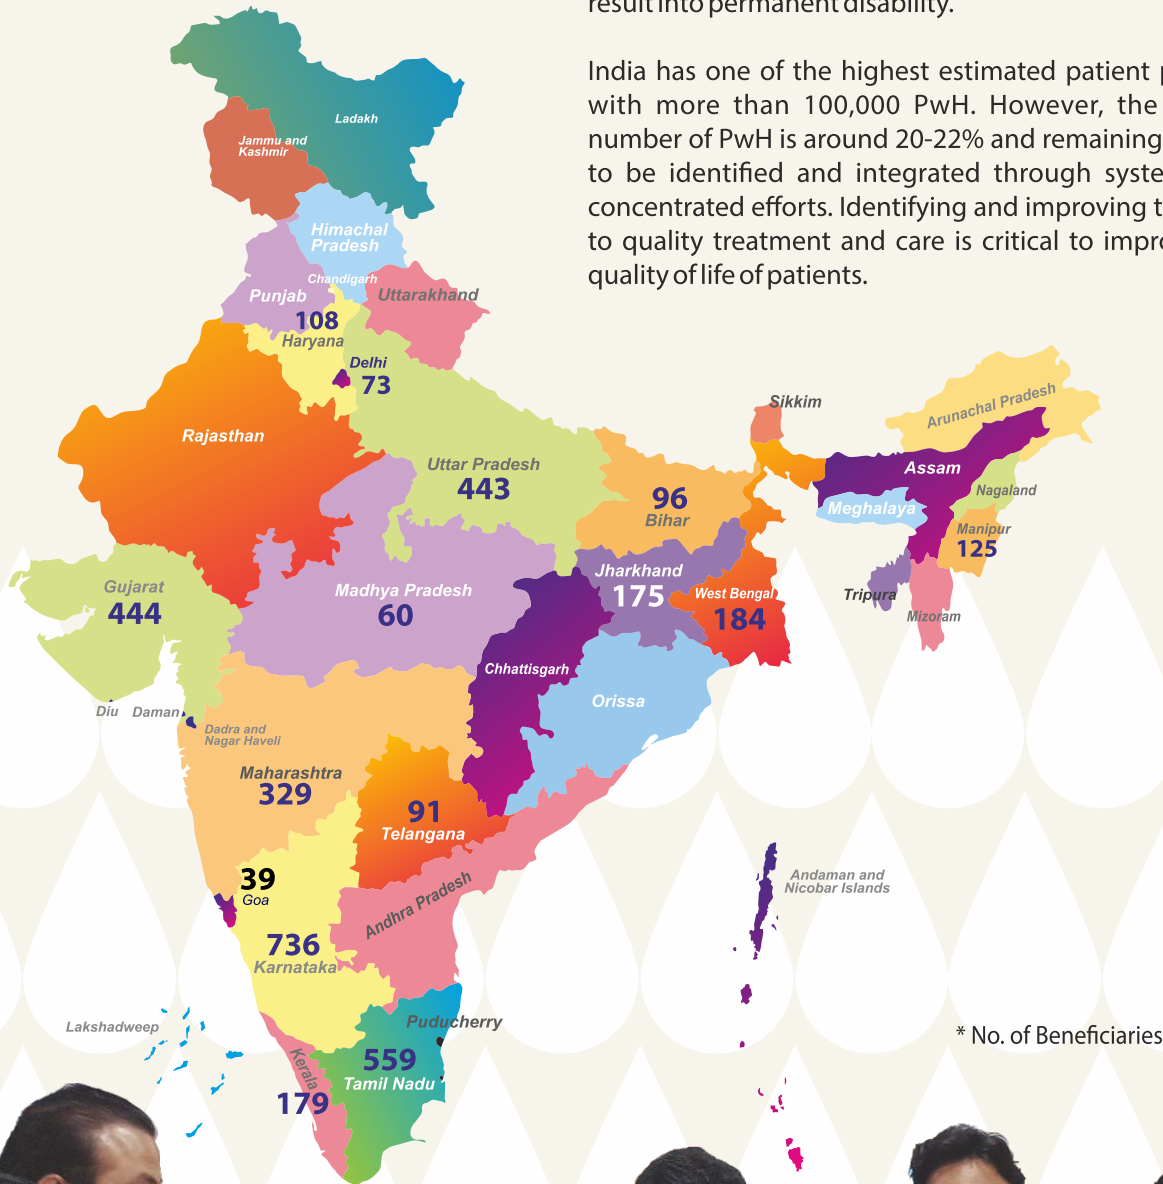 result into permanent disability.
India has one of the highest estimated patient
with more than 100,000 PwH. However, the
number of PwH is around 20-22% and remaining
to be identified and integrated through
concentrated efforts. Identifying and improving
to quality treatment and care is critical to
quality of life of patients.
Ladakh
Jammu and
Kashmir
Himachal
Pradesh
Chandigarh
Punjab
Uttarakhand
108
Haryana
Delhi
73
Sikkim
Arunachal Pradesh
Rajasthan
Uttar Pradesh
443
Assam
Nagaland
96
Bihar
Meghalaya
Manipur
125
Gujarat
444
Jharkhand
175
Madhya Pradesh
60
West Bengal
184
Tripura
Mizoram
Chhattisgarh
Orissa
Diu
Daman
Dadra and
Nagar Haveli
Maharashtra
329
91
Telangana
39
Goa
Andhra Pradesh
Andaman and
Nicobar Islands
736
Karnataka
Lakshadweep
Puducherry
* No. of Beneficiaries
559
Tamil Nadu
Kerala
179